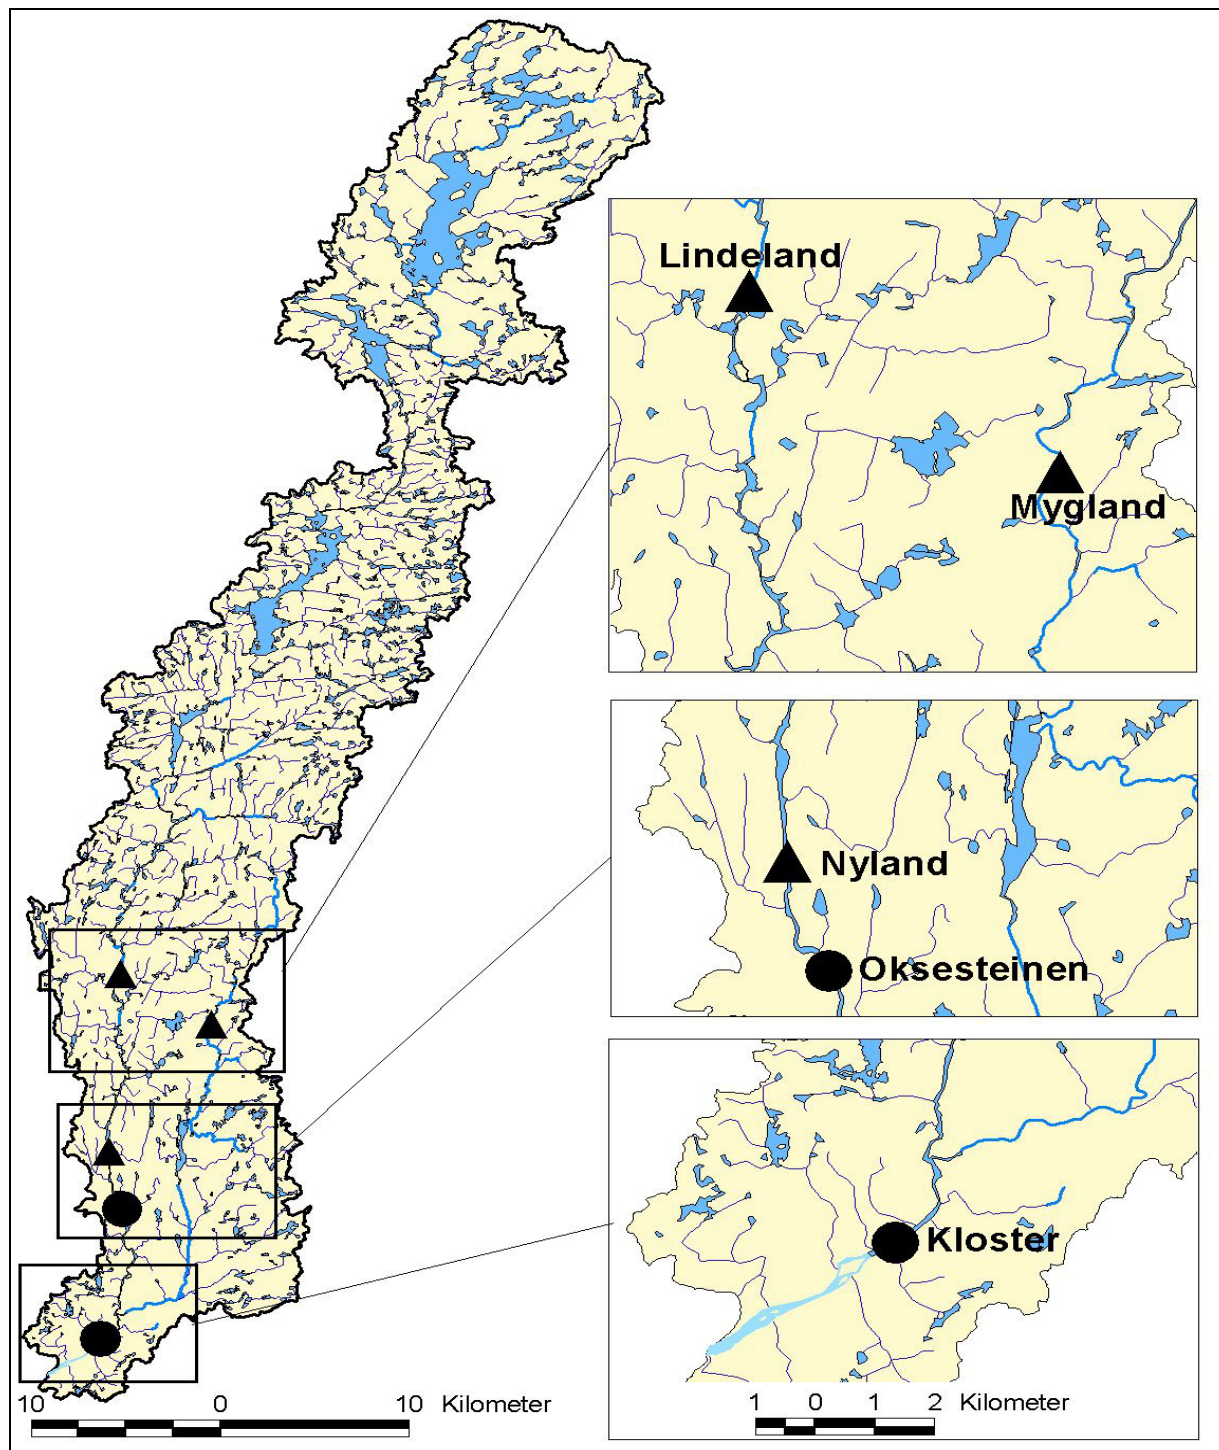 Lindeland
Mygland
Nyland
Oksesteinen
Kloster
10 0 10 Kilometer
1 0 1 2 Kilometer